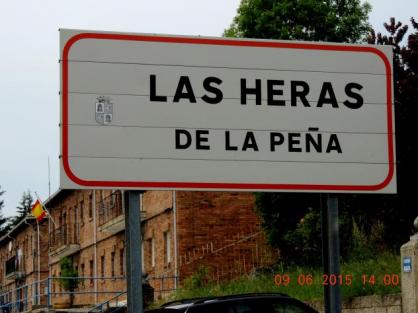 LAS HERAS
DE LA PEÑA
09 06 2015 14 00